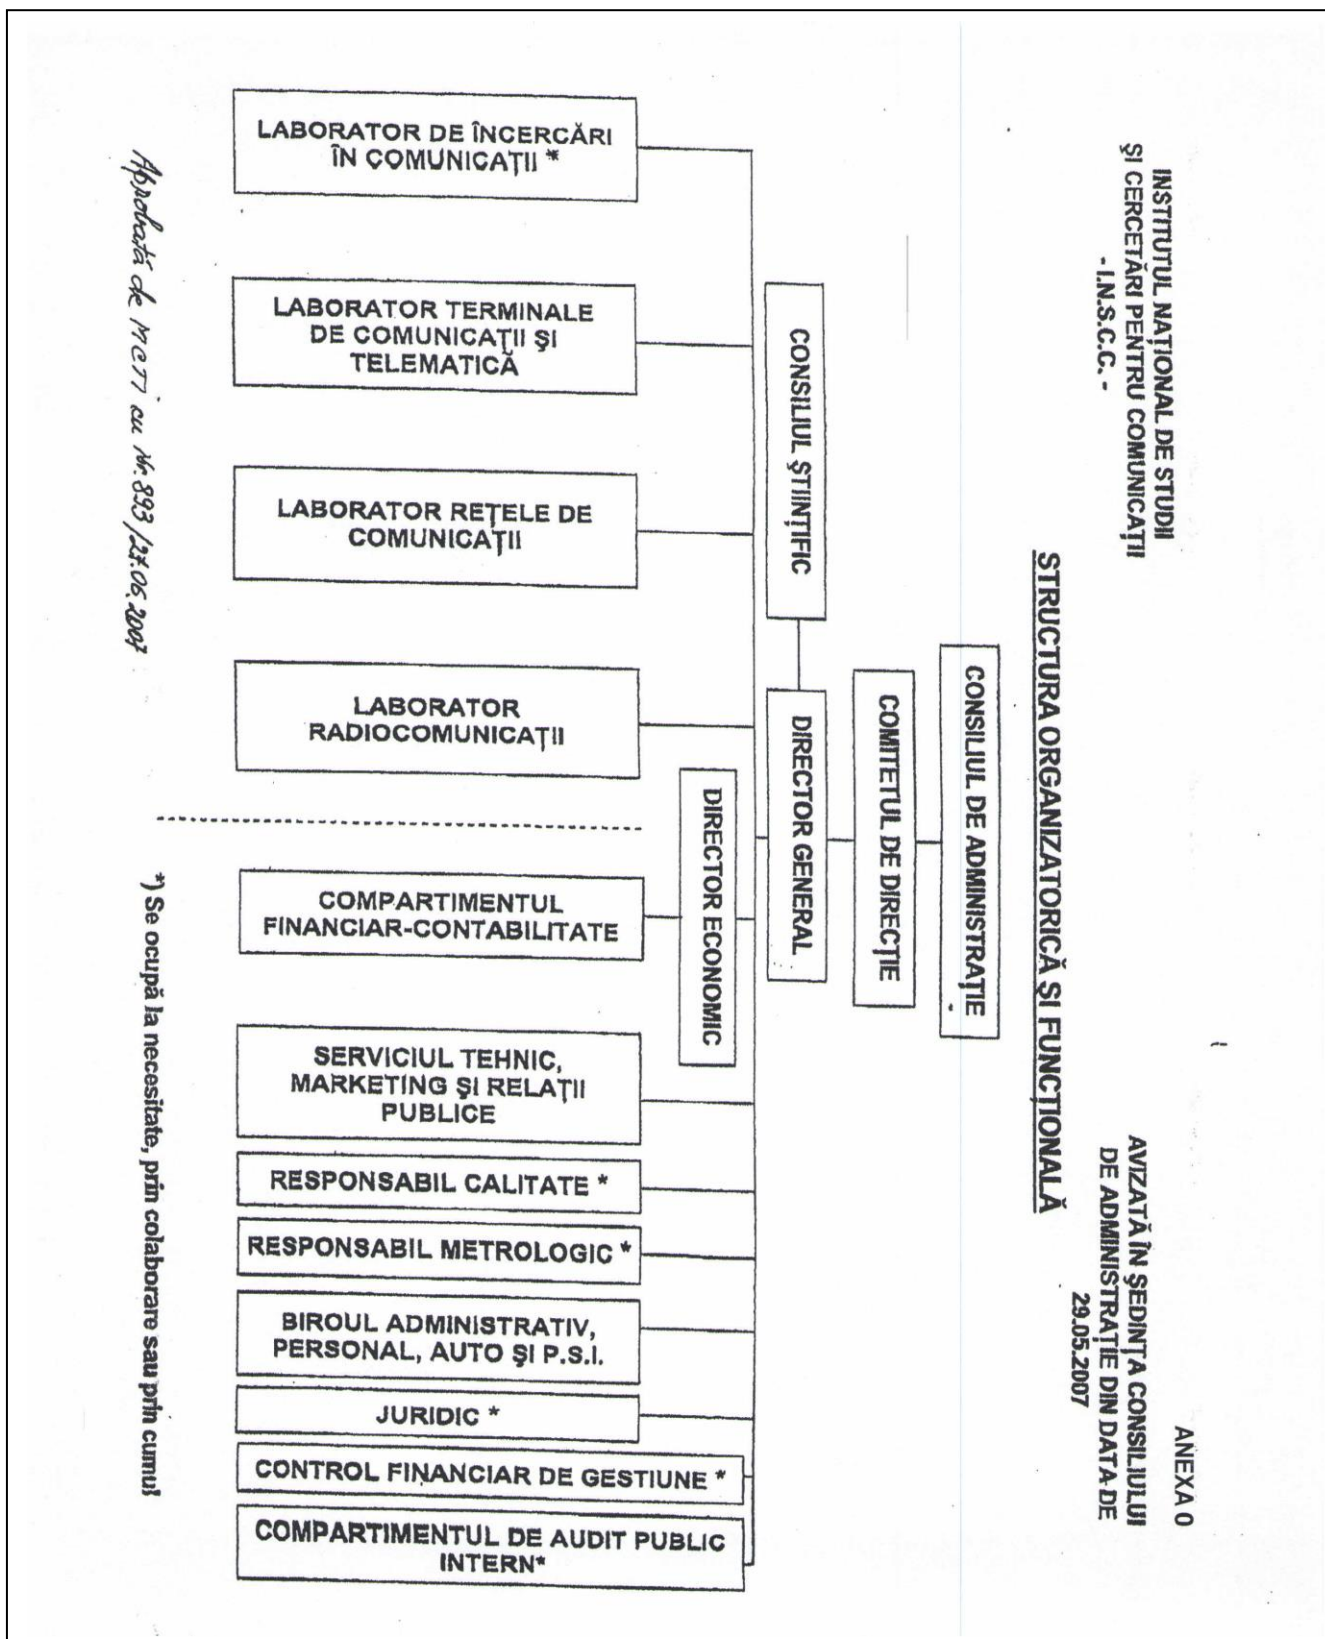 INSTITUTUL NAȚIONAL DE STUDII
ȘI CERCETĂRI PENTRU COMUNICAȚII
- I.N.S.C.C. -
ANEXA 0
AVIZATĂ ÎN ȘEDINȚA CONSILIULUI
DE ADMINISTRAȚIE DIN DATA DE
29.05.2007
STRUCTURA ORGANIZATORICĂ ȘI FUNCȚIONALĂ
CONSILIUL DE ADMINISTRAȚIE
COMITETUL DE DIRECȚIE
CONSILIUL ȘTIINȚIFIC
DIRECTOR GENERAL
DIRECTOR ECONOMIC
LABORATOR DE ÎNCERCĂRI
ÎN COMUNICAȚII *
LABORATOR TERMINALE
DE COMUNICAȚII ȘI
TELEMATICĂ
LABORATOR REȚELE DE
COMUNICAȚII
LABORATOR
RADIOCOMUNICAȚII
COMPARTIMENTUL
FINANCIAR-CONTABILITATE
SERVICIUL TEHNIC,
MARKETING ȘI RELAȚII
PUBLICE
RESPONSABIL CALITATE *
RESPONSABIL METROLOGIC *
BIROUL ADMINISTRATIV,
PERSONAL, AUTO ȘI P.S.I.
JURIDIC *
CONTROL FINANCIAR DE GESTIUNE *
COMPARTIMENTUL DE AUDIT PUBLIC
INTERN*
Aprobată de MCTI cu Nr. 893/27.06.2007
*) Se ocupă la necesitate, prin colaborare sau prin cumul